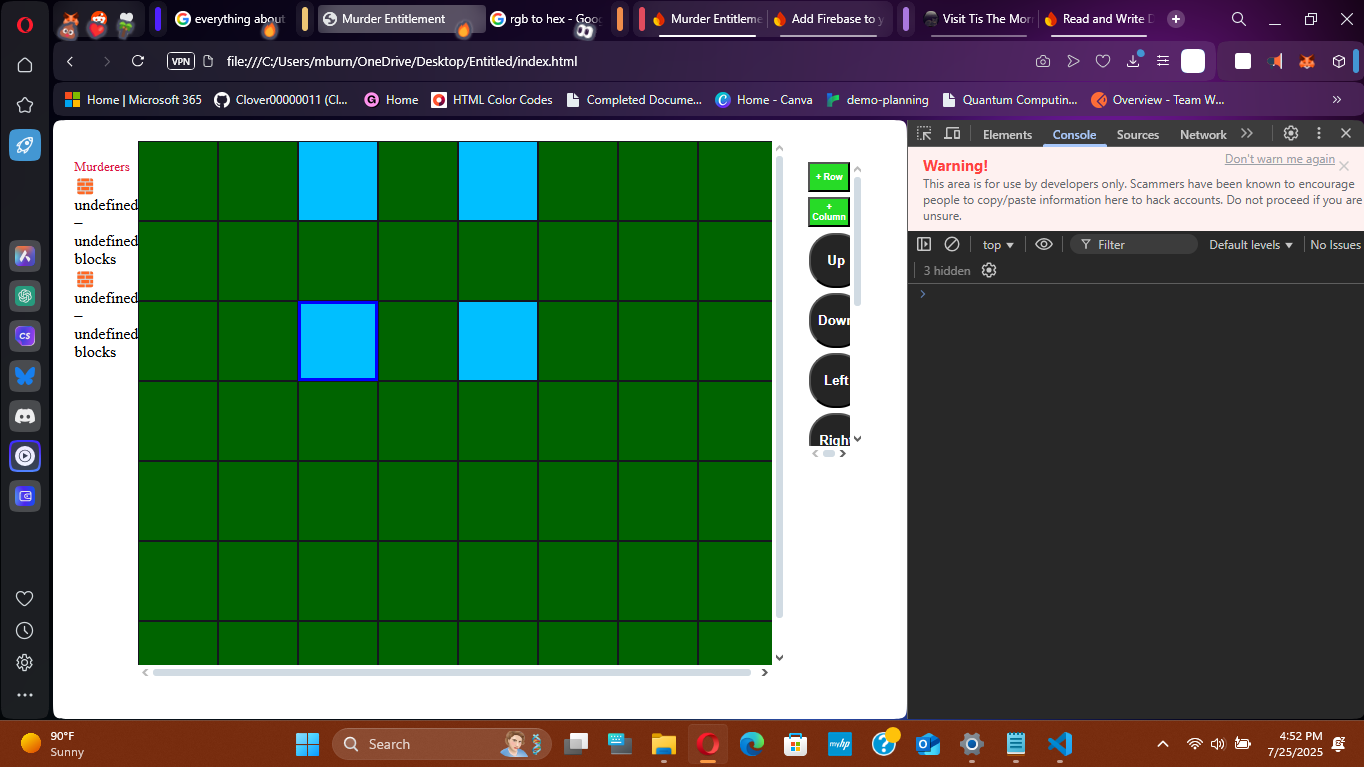 everything about
Murder Entitlement
rgb to hex - Goo
Murder Entitleme
Add Firebase to y
Visit Tis The Morr
Read and Write D
VPN
file:///C:/Users/mburn/OneDrive/Desktop/Entitled/index.html
Home | Microsoft 365
Clover00000011 (Cl...
Home
HTML Color Codes
Completed Docume...
Home - Canva
demo-planning
Quantum Computin...
Overview - Team W...
Murderers
undefined
–
undefined
blocks
undefined
–
undefined
blocks
+ Row
+
Column
Up
Down
Left
Right
Elements
Console
Sources
Network
Warning!
Don't warn me again
This area is for use by developers only. Scammers have been known to encourage
people to copy/paste information here to hack accounts. Do not proceed if you are
unsure.
top
Filter
Default levels
No Issues
3 hidden
90°F
Sunny
Search
myhp
4:52 PM
7/25/2025